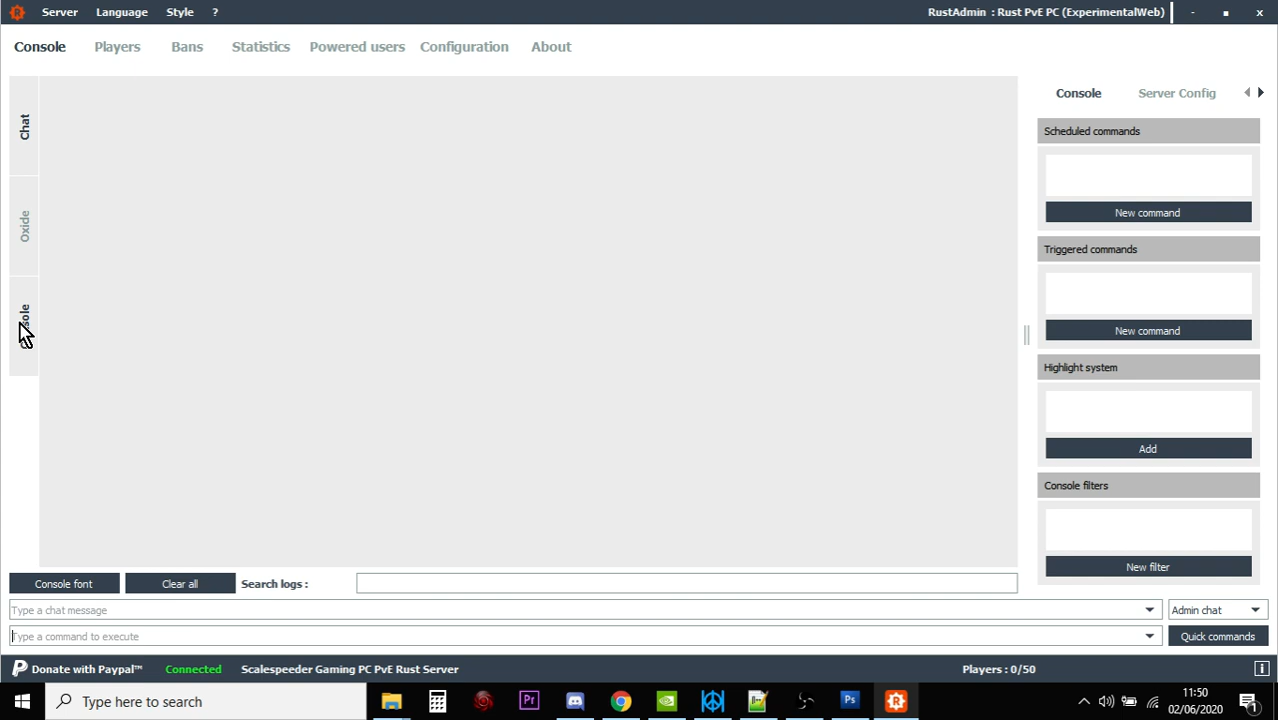 Server Language Style ? RustAdmin : Rust PvE PC (ExperimentalWeb)
Console Players Bans Statistics Powered users Configuration About
Chat
Oxide
Console Server Config
Scheduled commands
New command
Triggered commands
New command
Highlight system
Add
Console filters
New filter
Console font Clear all Search logs :
Type a chat message Admin chat
Type a command to execute Quick commands
Donate with Paypal™ Connected Scalespeeder Gaming PC PvE Rust Server Players : 0/50
Type here to search
Pr
Ps
11:50
02/06/2020
1